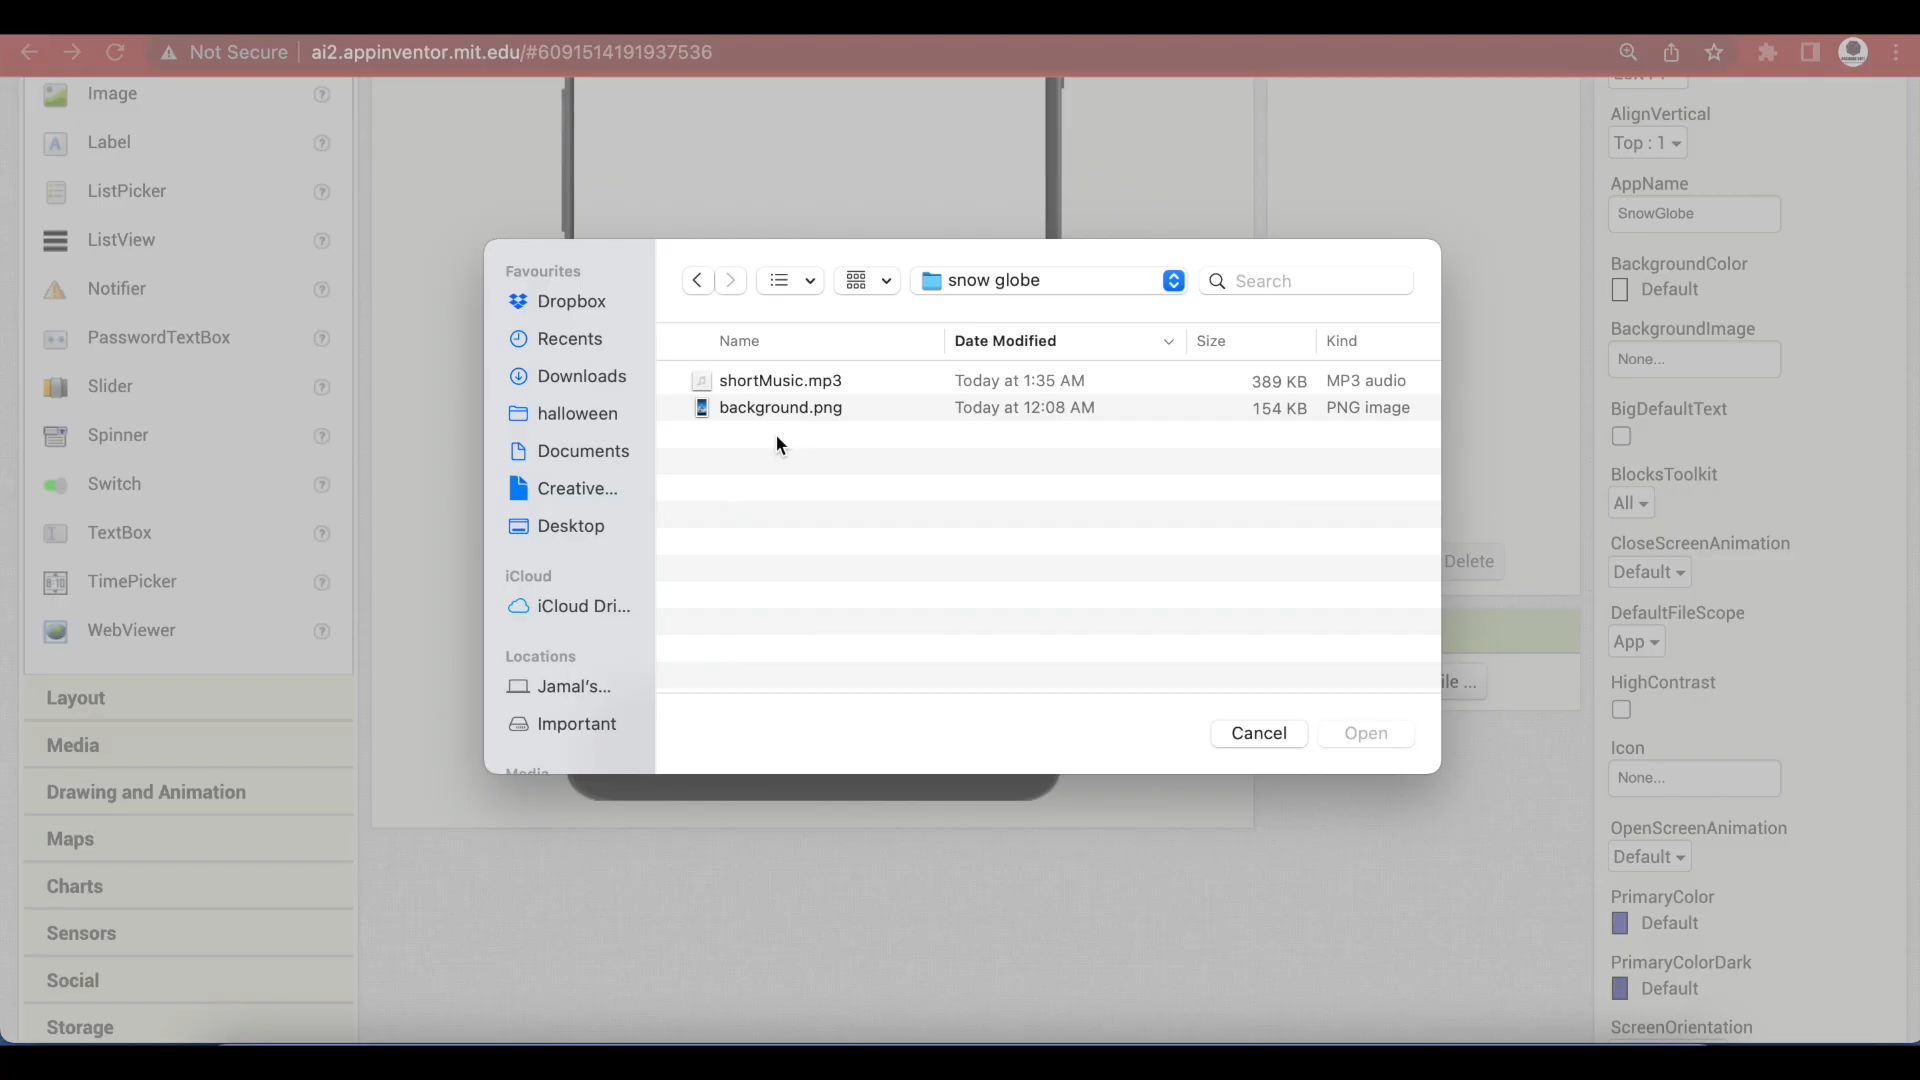 Not Secure ai2.appinventor.mit.edu/#6091514191937536
Image ?
Label ?
ListPicker ?
ListView ?
Notifier ?
PasswordTextBox ?
Slider ?
Spinner ?
Switch ?
TextBox ?
TimePicker ?
WebViewer ?
Layout
Media
Drawing and Animation
Maps
Charts
Sensors
Social
Storage
Favourites
Dropbox
Recents
Downloads
halloween
Documents
Creative...
Desktop
iCloud
iCloud Dri...
Locations
Jamal's...
Important
Media
snow globe
Search
Name Date Modified Size Kind
shortMusic.mp3 Today at 1:35 AM 389 KB MP3 audio
background.png Today at 12:08 AM 154 KB PNG image
Cancel Open
Delete
ile ...
AlignVertical
Top : 1
AppName
SnowGlobe
BackgroundColor
Default
BackgroundImage
None...
BigDefaultText
BlocksToolkit
All
CloseScreenAnimation
Default
DefaultFileScope
App
HighContrast
Icon
None...
OpenScreenAnimation
Default
PrimaryColor
Default
PrimaryColorDark
Default
ScreenOrientation